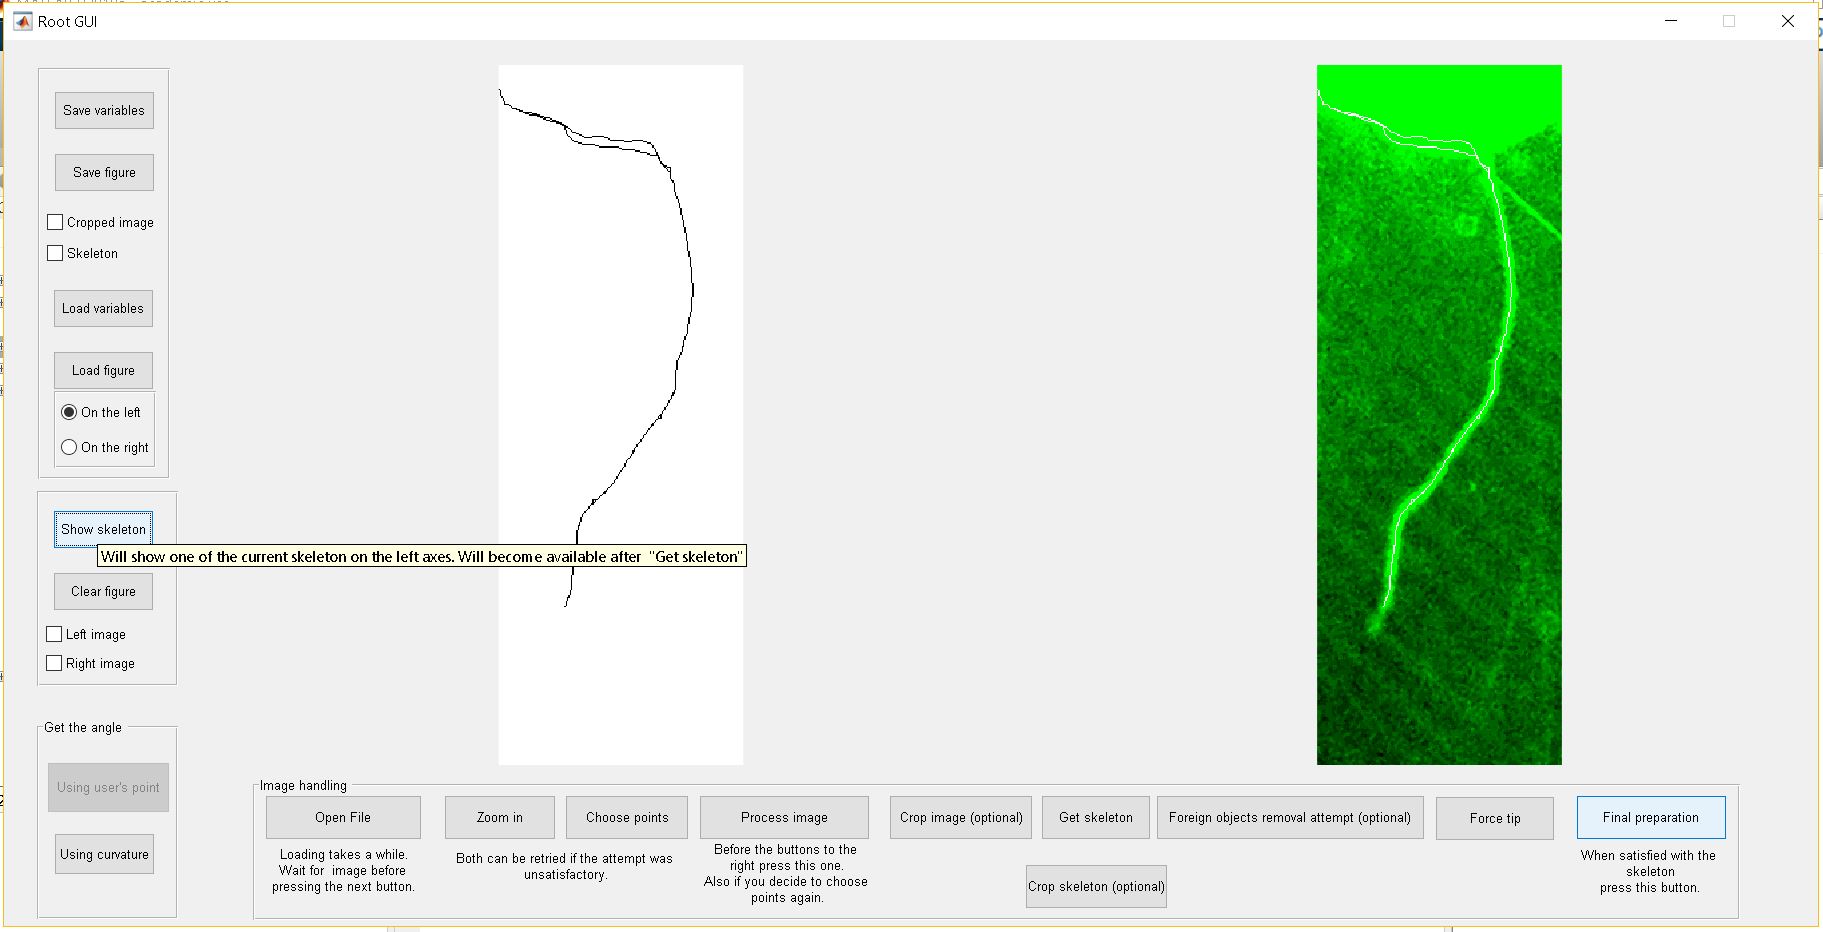 Root GUI
Save variables
Save figure
Cropped image
Skeleton
Load variables
Load figure
On the left
On the right
Show skeleton
Will show one of the current skeleton on the left axes. Will become available after  "Get skeleton"
Clear figure
Left image
Right image
Get the angle
Using user's point
Using curvature
Image handling
Open File
Loading takes a while.
Wait for  image before
pressing the next button.
Zoom in
Choose points
Both can be retried if the attempt was
unsatisfactory.
Process image
Before the buttons to the
right press this one.
Also if you decide to choose
points again.
Crop image (optional)
Get skeleton
Foreign objects removal attempt (optional)
Force tip
Crop skeleton (optional)
Final preparation
When satisfied with the
skeleton
press this button.